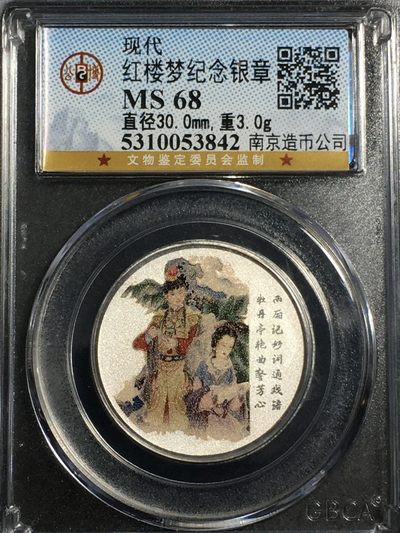 现代
红楼梦纪念银章
MS 68
直径30.0mm,重3.0g
5310053842 南京造币公司
★ 文物鉴定委员会监制 ★
西厢记妙词通戏语
牡丹亭艳曲警芳心
GBCA